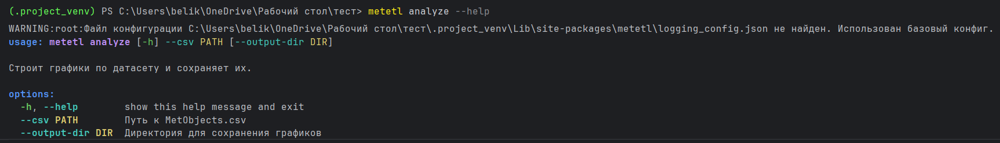 (.project_venv) PS C:\Users\belik\OneDrive\Рабочий стол\тест> metetl analyze --help
WARNING:root:Файл конфигурации C:\Users\belik\OneDrive\Рабочий стол\тест\.project_venv\Lib\site-packages\metetl\logging_config.json не найден. Использован базовый конфиг.
usage: metetl analyze [-h] --csv PATH [--output-dir DIR]
Строит графики по датасету и сохраняет их.
options:
-h, --help show this help message and exit
--csv PATH Путь к MetObjects.csv
--output-dir DIR Директория для сохранения графиков